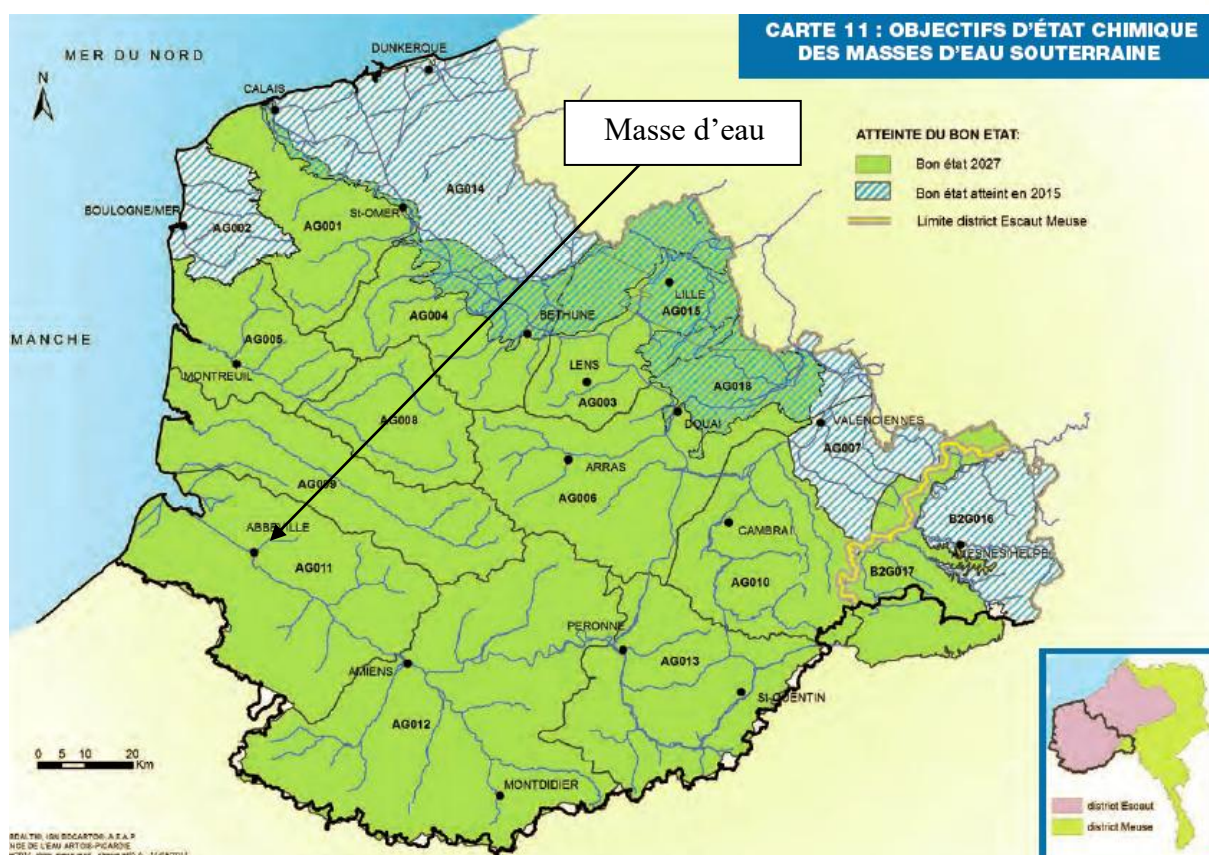 CARTE 11 : OBJECTIFS D'ÉTAT CHIMIQUE
DES MASSES D'EAU SOUTERRAINE
MER DU NORD
DUNKERQUE
N
CALAIS
Masse d'eau
ATTEINTE DU BON ETAT:
Bon état 2027
Bon état atteint en 2015
Limite district Escaut Meuse
AG014
BOULOGNE/MER
AG001
St-OMER
AG002
LILLE
AG015
AG004
BETHUNE
MANCHE
AG005
MONTREUIL
LENS
AG003
AG018
DOUAI
VALENCIENNES
AG007
AG008
ARRAS
AG009
AG006
CAMBRAI
B2G016
AVESNES/HELPE
ABBEVILLE
AG011
AG010
B2G017
PERONNE
AG013
AMIENS
St-QUENTIN
AG012
MONTDIDIER
0 5 10 20
Km
district Escaut
district Meuse